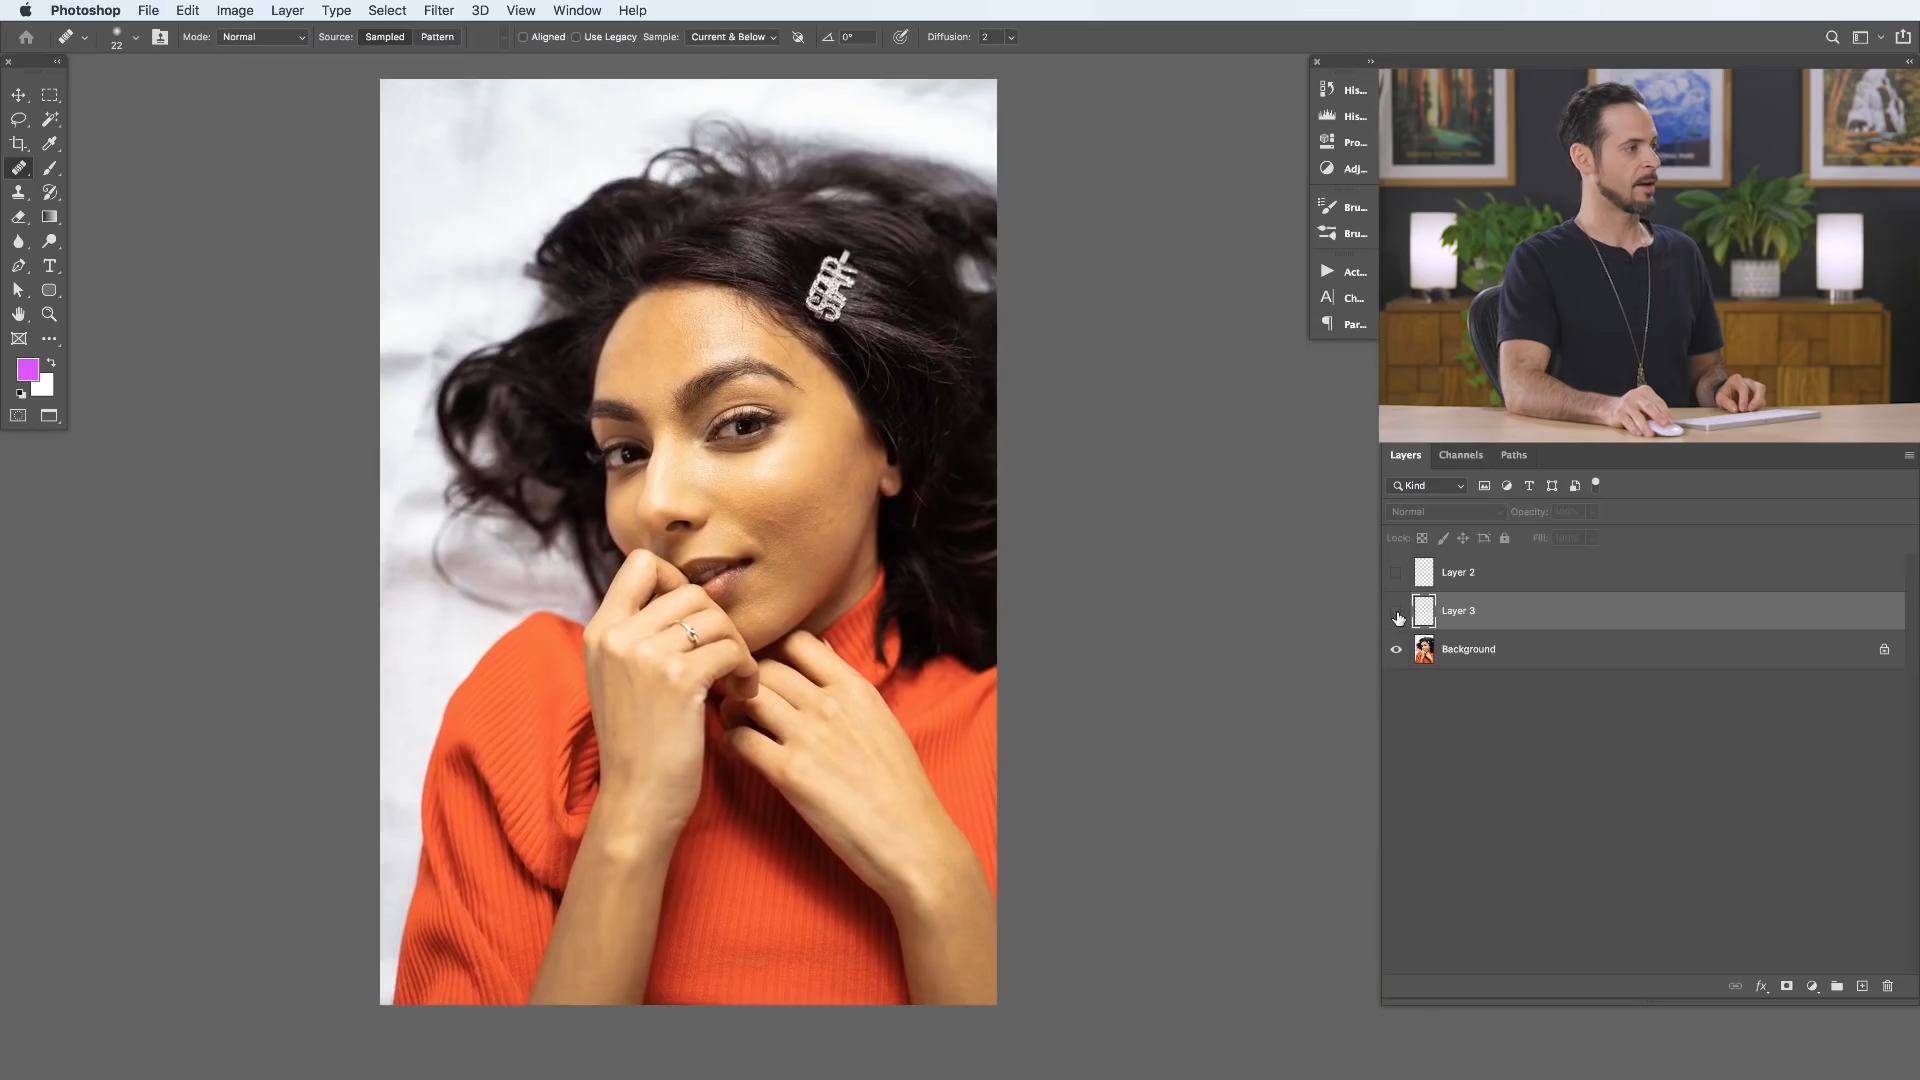 Photoshop File Edit Image Layer Type Select Filter 3D View Window Help
22 Mode: Normal Source: Sampled Pattern Aligned Use Legacy Sample: Current & Below 0° Diffusion: 2
His...
His...
Pro...
Adj...
Bru...
Bru...
Act...
Ch...
Par...
Layers Channels Paths
Kind
Normal Opacity: 100%
Lock: Fill: 100%
Layer 2
Layer 3
Background